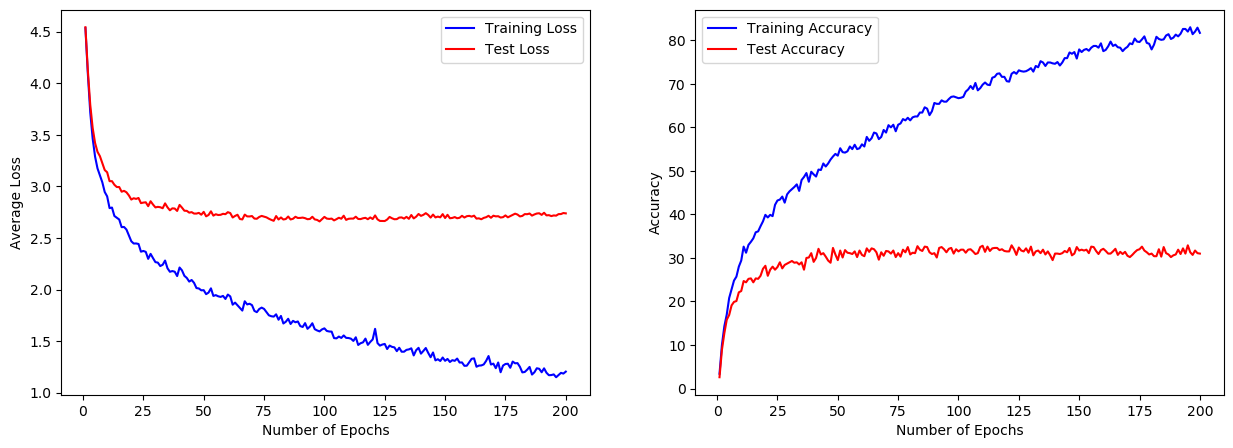 4.5
4.0
3.5
3.0
2.5
2.0
1.5
1.0
Average Loss
Training Loss
Test Loss
0 25 50 75 100 125 150 175 200
Number of Epochs
80
70
60
50
40
30
20
10
0
Accuracy
Training Accuracy
Test Accuracy
0 25 50 75 100 125 150 175 200
Number of Epochs